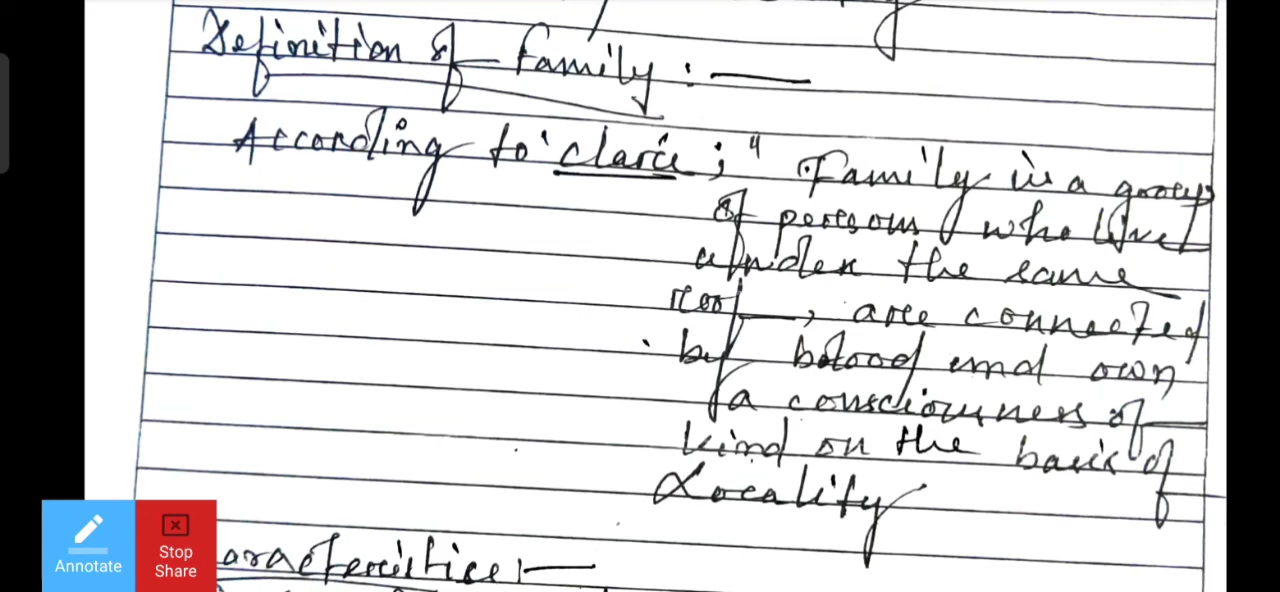 Definition of Family : —
According to 'clare ; " Family is a group
of persons who live
under the same
roof , are connected
by blood and own
a consciousness of
kind on the basis of
Locality
Annotate
Stop
Share
aracteristics :—